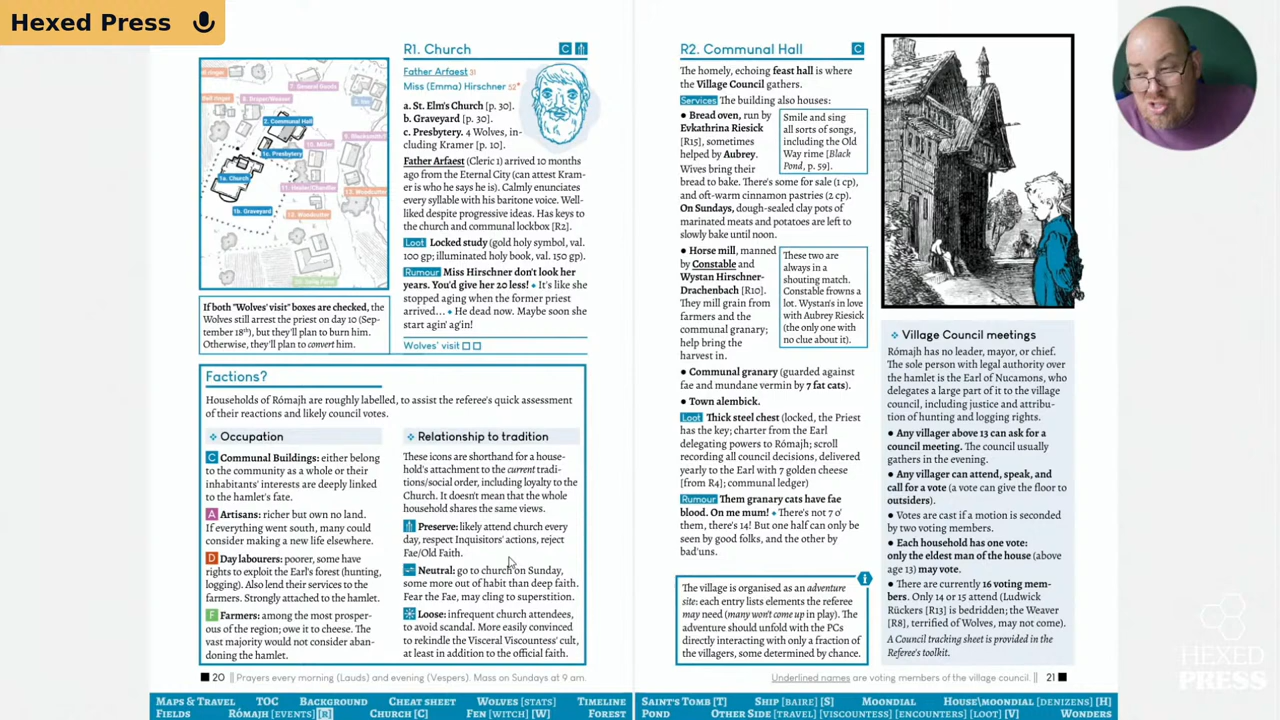 Hexed Press
R1. Church
C
Father Arfaest 31
Miss (Emma) Hirschner 52*
a. St. Elm's Church [p. 30].
b. Graveyard [p. 30].
c. Presbytery. 4 Wolves, in-
cluding Kramer [p. 10].
Father Arfaest (Cleric 1) arrived 10 months
ago from the Eternal City (can attest Kram-
er is who he says he is). Calmly enunciates
every syllable with his baritone voice. Well-
liked despite progressive ideas. Has keys to
the church and communal lockbox [R2].
Loot Locked study (gold holy symbol, val.
100 gp; illuminated holy book, val. 150 gp).
Rumour Miss Hirschner don't look her
years. You'd give her 20 less! ◆ It's like she
stopped aging when the former priest
arrived... ◆ He dead now. Maybe soon she
start agin' ag'in!
Wolves' visit □ □
7. General Goods
8. Draper/Weaver
2. Communal Hall
1c. Presbytery
10. Miller
1a. Church
11. Healer/Chandler
1b. Graveyard
12. Woodcutter
If both "Wolves' visit" boxes are checked, the
Wolves still arrest the priest on day 10 (Sep-
tember 18th), but they'll plan to burn him.
Otherwise, they'll plan to convert him.
Factions?
Households of Rómajh are roughly labelled, to assist the referee's quick assessment
of their reactions and likely council votes.
❖ Occupation
C Communal Buildings: either belong
to the community as a whole or their
inhabitants' interests are deeply linked
to the hamlet's fate.
A Artisans: richer but own no land.
If everything went south, many could
consider making a new life elsewhere.
D Day labourers: poorer, some have
rights to exploit the Earl's forest (hunting,
logging). Also lend their services to the
farmers. Strongly attached to the hamlet.
F Farmers: among the most prosper-
ous of the region; owe it to cheese. The
vast majority would not consider aban-
doning the hamlet.
❖ Relationship to tradition
These icons are shorthand for a house-
hold's attachment to the current tradi-
tions/social order, including loyalty to the
Church. It doesn't mean that the whole
household shares the same views.
Preserve: likely attend church every
day, respect Inquisitors' actions, reject
Fae/Old Faith.
Neutral: go to church on Sunday,
some more out of habit than deep faith.
Fear the Fae, may cling to superstition.
Loose: infrequent church attendees,
to avoid scandal. More easily convinced
to rekindle the Visceral Viscountess' cult,
at least in addition to the official faith.
20 || Prayers every morning (Lauds) and evening (Vespers). Mass on Sundays at 9 am.
R2. Communal Hall
C
The homely, echoing feast hall is where
the Village Council gathers.
Services The building also houses:
● Bread oven, run by
Evkathrina Riesick
[R15], sometimes
helped by Aubrey.
Wives bring their
bread to bake. There's some for sale (1 cp),
and oft-warm cinnamon pastries (2 cp).
On Sundays, dough-sealed clay pots of
marinated meats and potatoes are left to
slowly bake until noon.
Smile and sing
all sorts of songs,
including the Old
Way rime [Black
Pond, p. 59].
● Horse mill, manned
by Constable and
Wystan Hirschner-
Drachenbach [R10].
They mill grain from
farmers and the
communal granary;
help bring the
harvest in.
These two are
always in a
shouting match.
Constable frowns a
lot. Wystan's in love
with Aubrey Riesick
(the only one with
no clue about it).
● Communal granary (guarded against
fae and mundane vermin by 7 fat cats).
● Town alembick.
Loot Thick steel chest (locked, the Priest
has the key; charter from the Earl
delegating powers to Rómajh; scroll
recording all council decisions, delivered
yearly to the Earl with 7 golden cheese
[from R4]; communal ledger)
Rumour Them granary cats have fae
blood. On me mum! ◆ There's not 7 o'
them, there's 14! But one half can only be
seen by good folks, and the other by
bad'uns.
i
The village is organised as an adventure
site: each entry lists elements the referee
may need (many won't come up in play). The
adventure should unfold with the PCs
directly interacting with only a fraction of
the villagers, some determined by chance.
❖ Village Council meetings
Rómajh has no leader, mayor, or chief.
The sole person with legal authority over
the hamlet is the Earl of Nucamons, who
delegates a large part of it to the village
council, including justice and attribu-
tion of hunting and logging rights.
● Any villager above 13 can ask for a
council meeting. The council usually
gathers in the evening.
● Any villager can attend, speak, and
call for a vote (a vote can give the floor to
outsiders).
● Votes are cast if a motion is seconded
by two voting members.
● Each household has one vote:
only the eldest man of the house (above
age 13) may vote.
● There are currently 16 voting mem-
bers. Only 14 or 15 attend (Ludwick
Rückers [R13] is bedridden; the Weaver
[R8], terrified of Wolves, may not come).
A Council tracking sheet is provided in the
Referee's toolkit.
Underlined names are voting members of the village council. || 21
Maps & Travel TOC Background Cheat sheet Wolves [stats] Timeline
Fields Rómajh [events] [R] Church [C] Fen [witch] [W] Forest
Saint's Tomb [T] Ship [Baire] [S] Moondial House\Moondial [denizens] [H]
Pond Other Side [travel] [Viscountess] [encounters] [loot] [V] Wonders
HEXED
PRESS